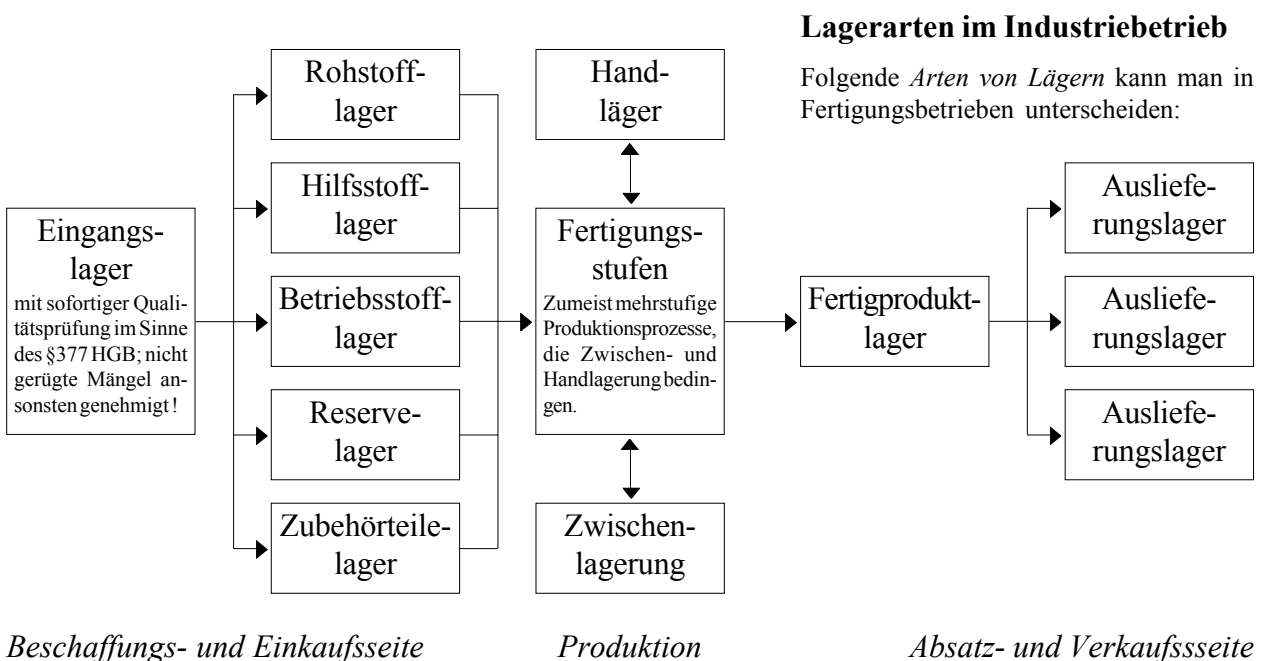 Lagerarten im Industriebetrieb
Folgende Arten von Lägern kann man in
Fertigungsbetrieben unterscheiden:
Eingangs-
lager
mit sofortiger Quali-
tätsprüfung im Sinne
des §377 HGB; nicht
gerügte Mängel an-
sonsten genehmigt !
Rohstoff-
lager
Hilfsstoff-
lager
Betriebsstoff-
lager
Reserve-
lager
Zubehörteile-
lager
Hand-
läger
Fertigungs-
stufen
Zumeist mehrstufige
Produktionsprozesse,
die Zwischen- und
Handlagerung bedin-
gen.
Zwischen-
lagerung
Fertigprodukt-
lager
Ausliefe-
rungslager
Ausliefe-
rungslager
Ausliefe-
rungslager
Beschaffungs- und Einkaufsseite
Produktion
Absatz- und Verkaufssseite